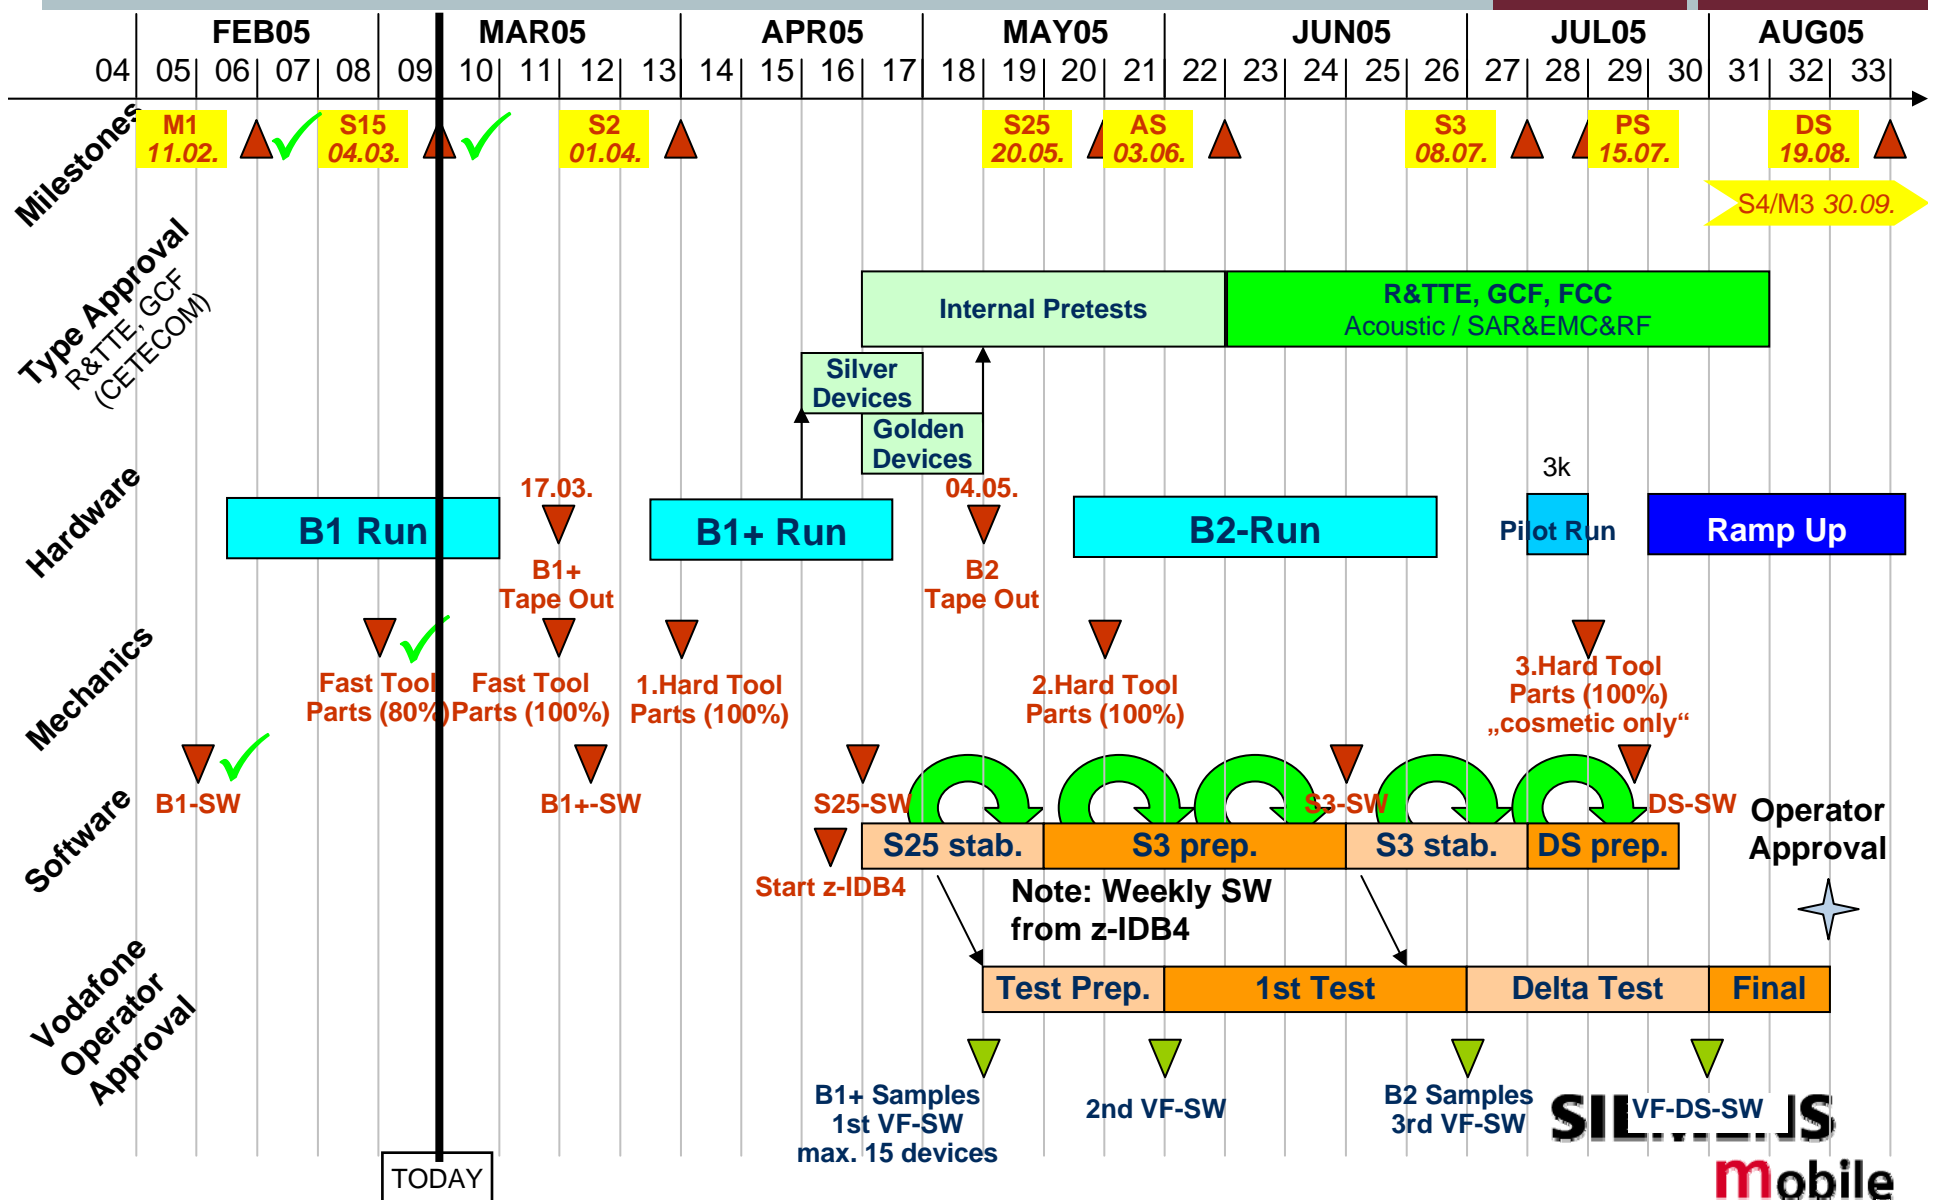 FEB05 MAR05 APR05 MAY05 JUN05 JUL05 AUG05
04 05 06 07 08 09 10 11 12 13 14 15 16 17 18 19 20 21 22 23 24 25 26 27 28 29 30 31 32 33
Milestones
M1
11.02.
S15
04.03.
S2
01.04.
S25
20.05.
AS
03.06.
S3
08.07.
PS
15.07.
DS
19.08.
S4/M3 30.09.
Type Approval
R&TTE, GCF
(CETECOM)
Internal Pretests
R&TTE, GCF, FCC
Acoustic / SAR&EMC&RF
Silver
Devices
Golden
Devices
Hardware
B1 Run
17.03.
B1+
Tape Out
B1+ Run
04.05.
B2
Tape Out
B2-Run
3k
Pilot Run
Ramp Up
Mechanics
Fast Tool
Parts (80%)
Fast Tool
Parts (100%)
1.Hard Tool
Parts (100%)
2.Hard Tool
Parts (100%)
3.Hard Tool
Parts (100%)
„cosmetic only“
Software
B1-SW
B1+-SW
S25-SW
S3-SW
DS-SW
Start z-IDB4
S25 stab.
S3 prep.
S3 stab.
DS prep.
Note: Weekly SW
from z-IDB4
Operator
Approval
Vodafone
Operator
Approval
Test Prep.
1st Test
Delta Test
Final
B1+ Samples
1st VF-SW
max. 15 devices
2nd VF-SW
B2 Samples
3rd VF-SW
VF-DS-SW
SIEMENS
mobile
TODAY